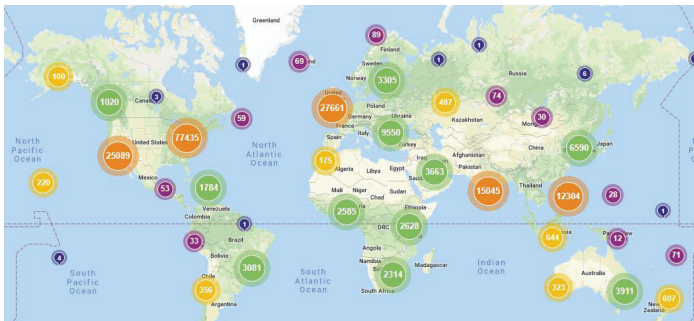 Greenland
89
Finland
69
1
1
1
Sweden
Russia
100
Norway
3305
6
1020
3
Canada
United
27661
Poland
487
74
Germany
Ukraine
59
France
Kazakhstan
30
North
Pacific
Ocean
77435
United States
Italy
9550
Turkey
6590
Japan
25089
North
Atlantic
Ocean
Spain
China
175
Algeria
Libya
Egypt
Iraq
3663
Afghanistan
Pakistan
220
Mexico
53
1784
Mali
Niger
Chad
Sudan
15045
Thailand
12304
28
Venezuela
Colombia
2585
Ethiopia
1
1
33
Brazil
DRC
2628
644
12
Bolivia
Angola
71
4
South
Pacific
Ocean
3081
South
Atlantic
Ocean
Namibia
2314
Madagascar
Indian
Ocean
Chile
356
Argentina
South Africa
323
Australia
3911
607
New
Zealand